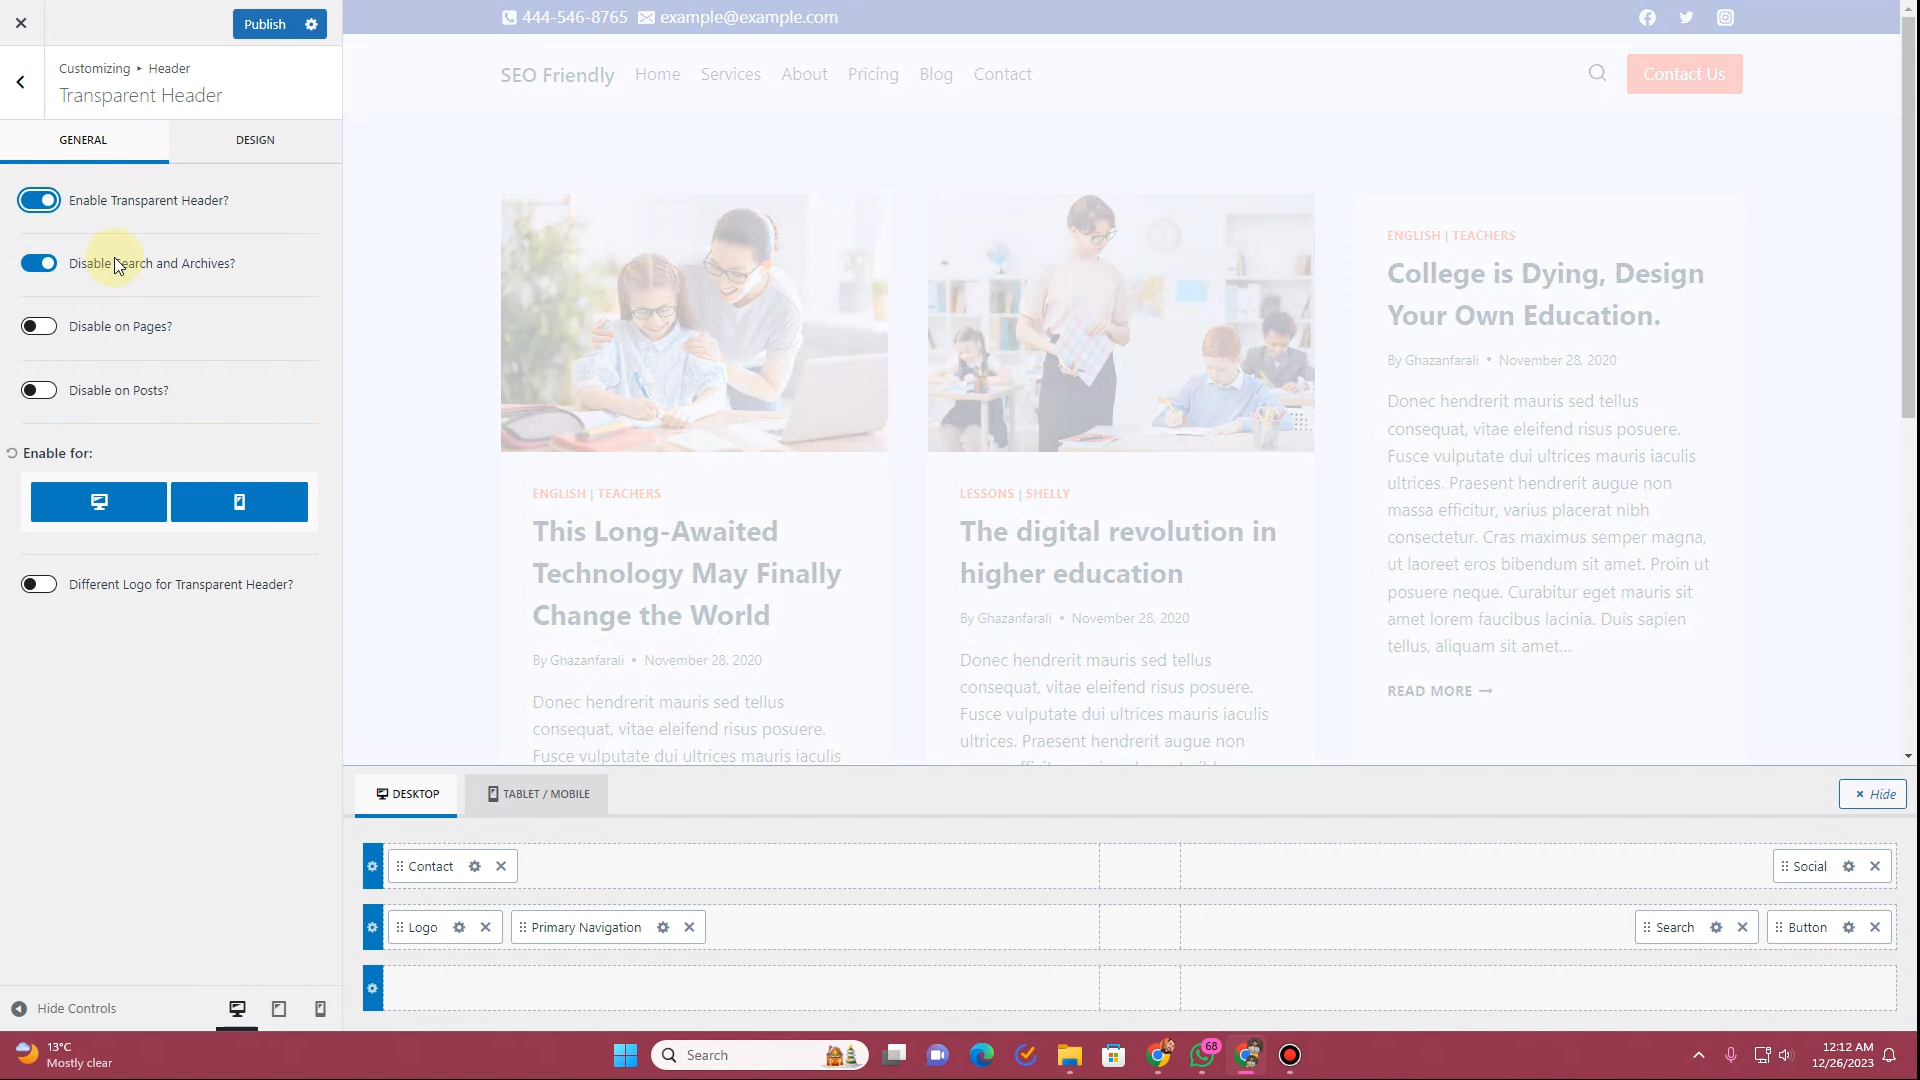 Publish
Customizing ▸ Header
Transparent Header
GENERAL
DESIGN
Enable Transparent Header?
Disable Search and Archives?
Disable on Pages?
Disable on Posts?
Enable for:
Different Logo for Transparent Header?
Hide Controls
444-546-8765
example@example.com
SEO Friendly
Home
Services
About
Pricing
Blog
Contact
Contact Us
ENGLISH | TEACHERS
This Long-Awaited
Technology May Finally
Change the World
By Ghazanfarali • November 28, 2020
Donec hendrerit mauris sed tellus
consequat, vitae eleifend risus posuere.
Fusce vulputate dui ultrices mauris iaculis
LESSONS | SHELLY
The digital revolution in
higher education
By Ghazanfarali • November 28, 2020
Donec hendrerit mauris sed tellus
consequat, vitae eleifend risus posuere.
Fusce vulputate dui ultrices mauris iaculis
ultrices. Praesent hendrerit augue non
ENGLISH | TEACHERS
College is Dying, Design
Your Own Education.
By Ghazanfarali • November 28, 2020
Donec hendrerit mauris sed tellus
consequat, vitae eleifend risus posuere.
Fusce vulputate dui ultrices mauris iaculis
ultrices. Praesent hendrerit augue non
massa efficitur, varius placerat nibh
consectetur. Cras maximus semper magna,
ut laoreet eros bibendum sit amet. Proin ut
posuere neque. Curabitur eget mauris sit
amet lorem faucibus lacinia. Duis sapien
tellus, aliquam sit amet...
READ MORE →
DESKTOP
TABLET / MOBILE
× Hide
Contact
Social
Logo
Primary Navigation
Search
Button
13°C
Mostly clear
Search
68
12:12 AM
12/26/2023